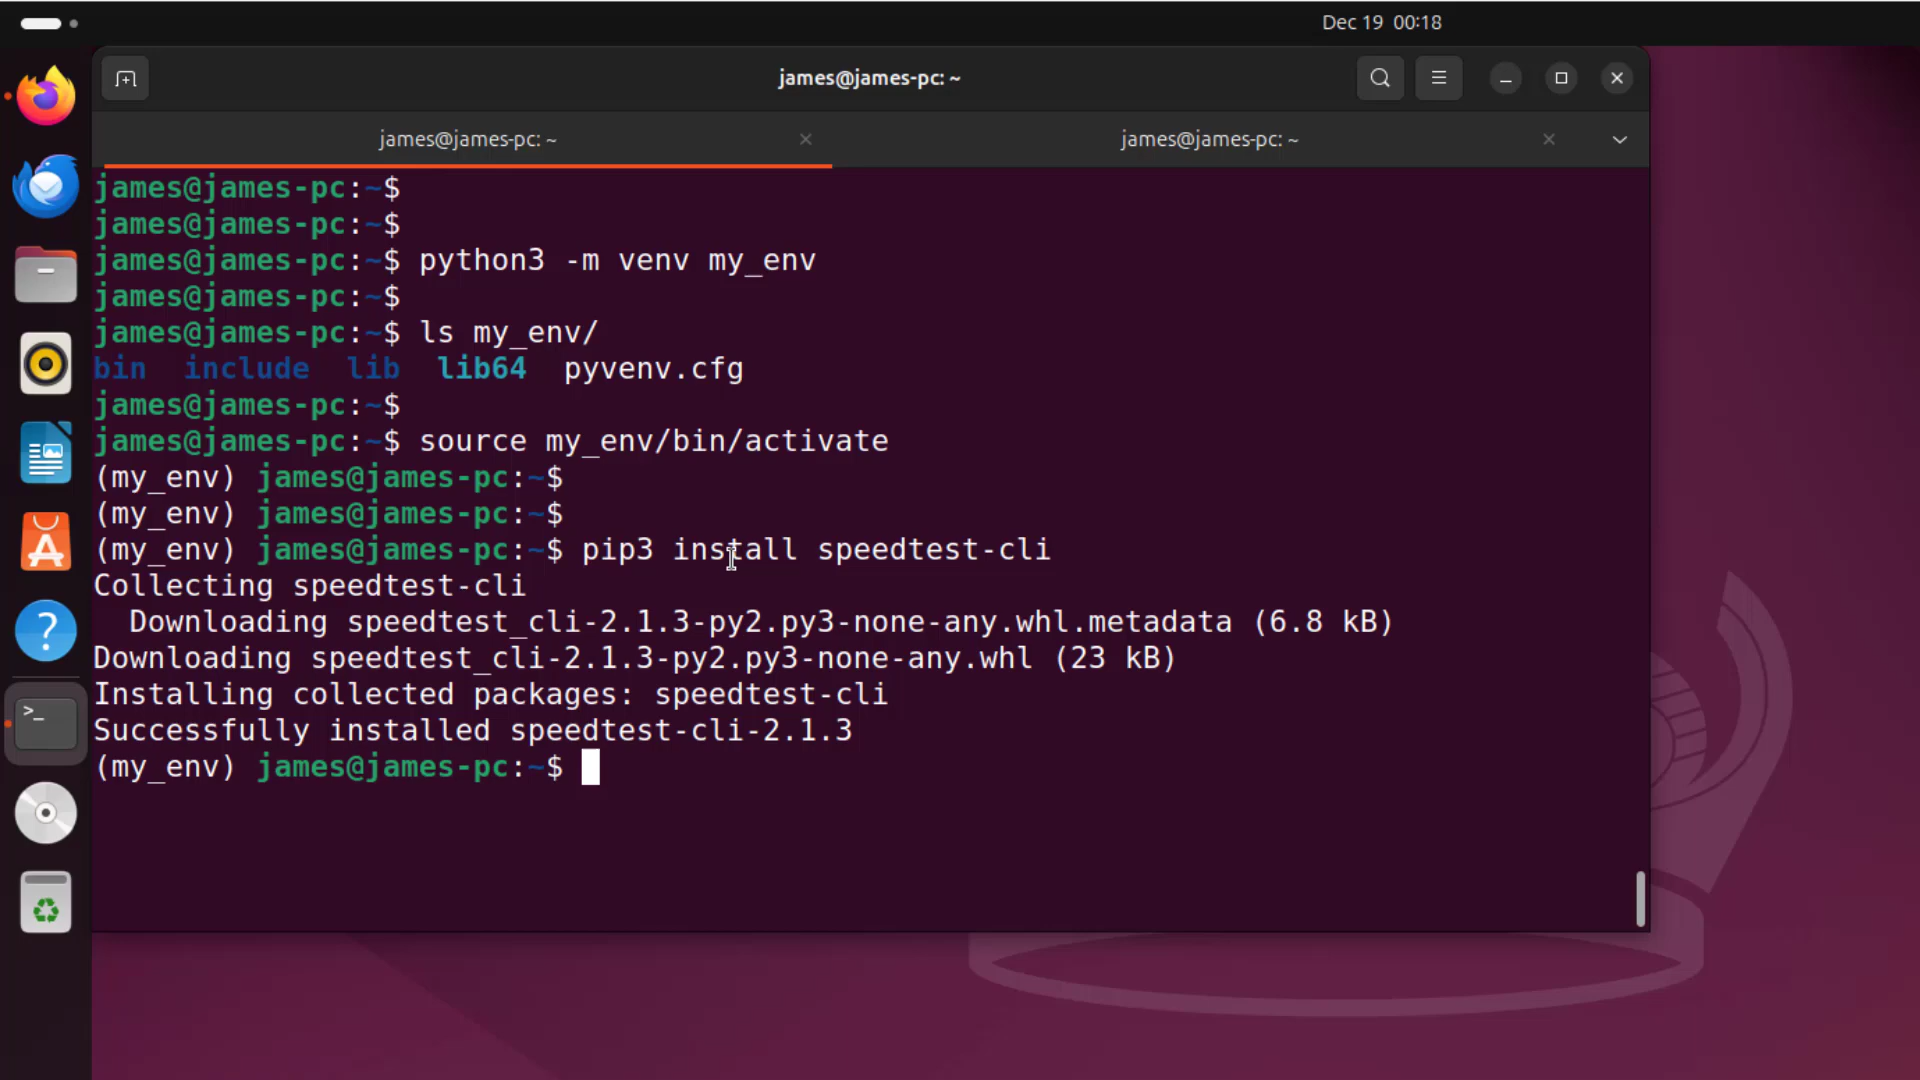 Dec 19 00:18
james@james-pc: ~
james@james-pc: ~
james@james-pc: ~
james@james-pc:~$
james@james-pc:~$
james@james-pc:~$ python3 -m venv my_env
james@james-pc:~$
james@james-pc:~$ ls my_env/
bin include lib lib64 pyvenv.cfg
james@james-pc:~$
james@james-pc:~$ source my_env/bin/activate
(my_env) james@james-pc:~$
(my_env) james@james-pc:~$
(my_env) james@james-pc:~$ pip3 install speedtest-cli
Collecting speedtest-cli
  Downloading speedtest_cli-2.1.3-py2.py3-none-any.whl.metadata (6.8 kB)
Downloading speedtest_cli-2.1.3-py2.py3-none-any.whl (23 kB)
Installing collected packages: speedtest-cli
Successfully installed speedtest-cli-2.1.3
(my_env) james@james-pc:~$